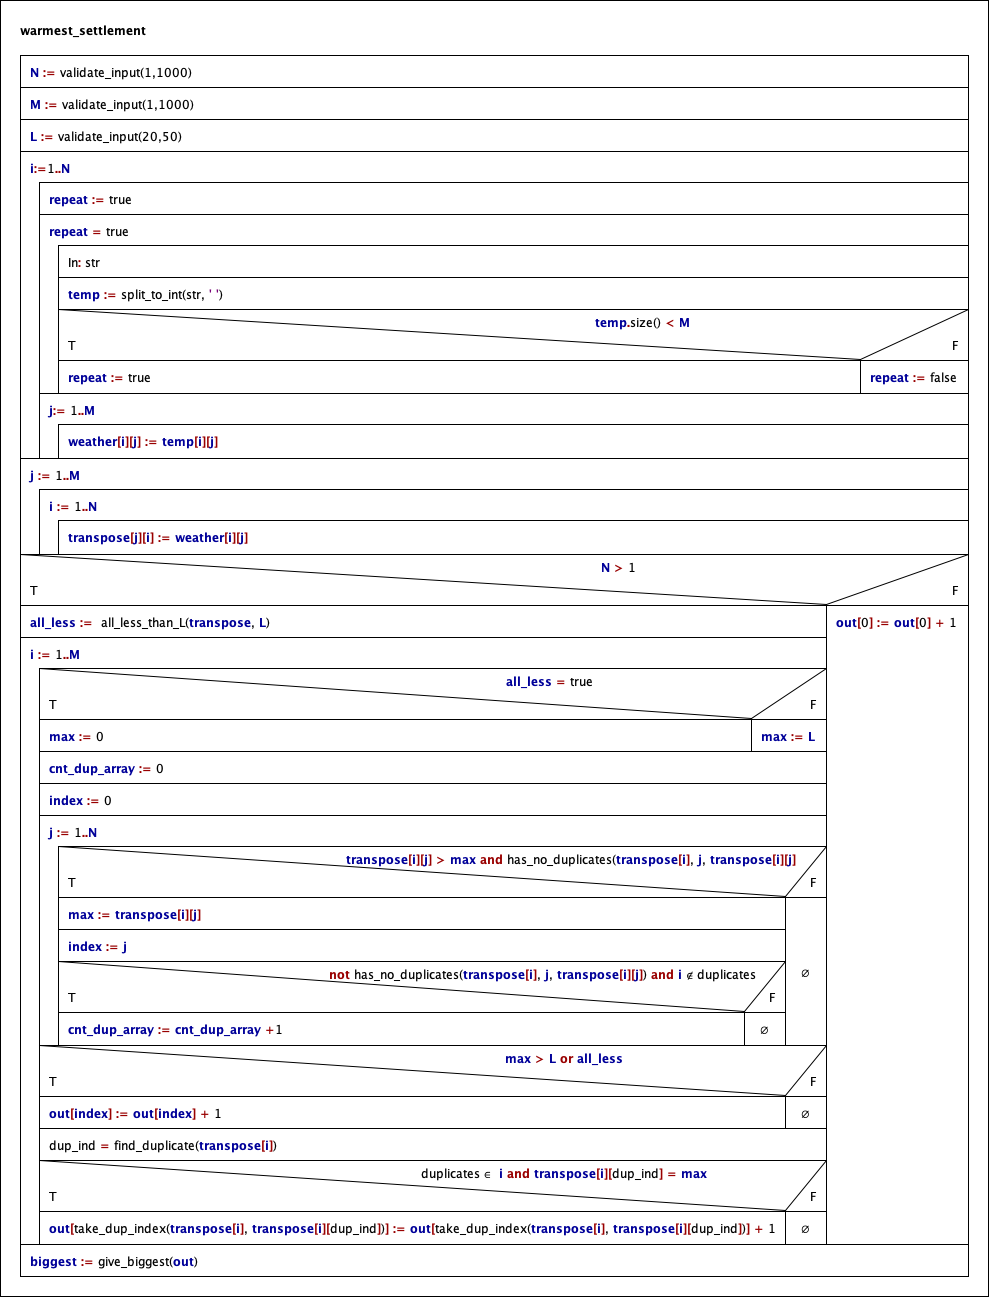 warmest_settlement
N := validate_input(1,1000)
M := validate_input(1,1000)
L := validate_input(20,50)
i:=1..N
repeat := true
repeat = true
In: str
temp := split_to_int(str, ' ')
temp.size() < M
T F
repeat := true repeat := false
j:= 1..M
weather[i][j] := temp[i][j]
j := 1..M
i := 1..N
transpose[j][i] := weather[i][j]
N > 1
T F
all_less := all_less_than_L(transpose, L) out[0] := out[0] + 1
i := 1..M
all_less = true
T F
max := 0 max := L
cnt_dup_array := 0
index := 0
j := 1..N
transpose[i][j] > max and has_no_duplicates(transpose[i], j, transpose[i][j]
T F
max := transpose[i][j]
index := j
not has_no_duplicates(transpose[i], j, transpose[i][j]) and i ∉ duplicates
∅
T F
cnt_dup_array := cnt_dup_array +1 ∅
max > L or all_less
T F
out[index] := out[index] + 1 ∅
dup_ind = find_duplicate(transpose[i])
duplicates ∈ i and transpose[i][dup_ind] = max
T F
out[take_dup_index(transpose[i], transpose[i][dup_ind])] := out[take_dup_index(transpose[i], transpose[i][dup_ind])] + 1 ∅
biggest := give_biggest(out)